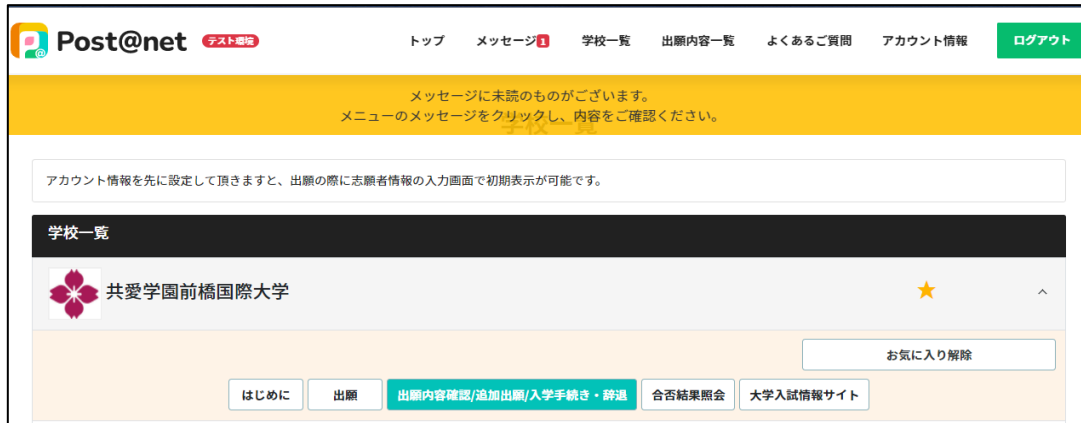 Post@net テスト環境
トップ メッセージ1 学校一覧 出願内容一覧 よくあるご質問 アカウント情報 ログアウト
メッセージに未読のものがございます。
メニューのメッセージをクリックし、内容をご確認ください。
学校一覧
アカウント情報を先に設定して頂きますと、出願の際に志願者情報の入力画面で初期表示が可能です。
学校一覧
共愛学園前橋国際大学
お気に入り解除
はじめに 出願 出願内容確認/追加出願/入学手続き・辞退 合否結果照会 大学入試情報サイト